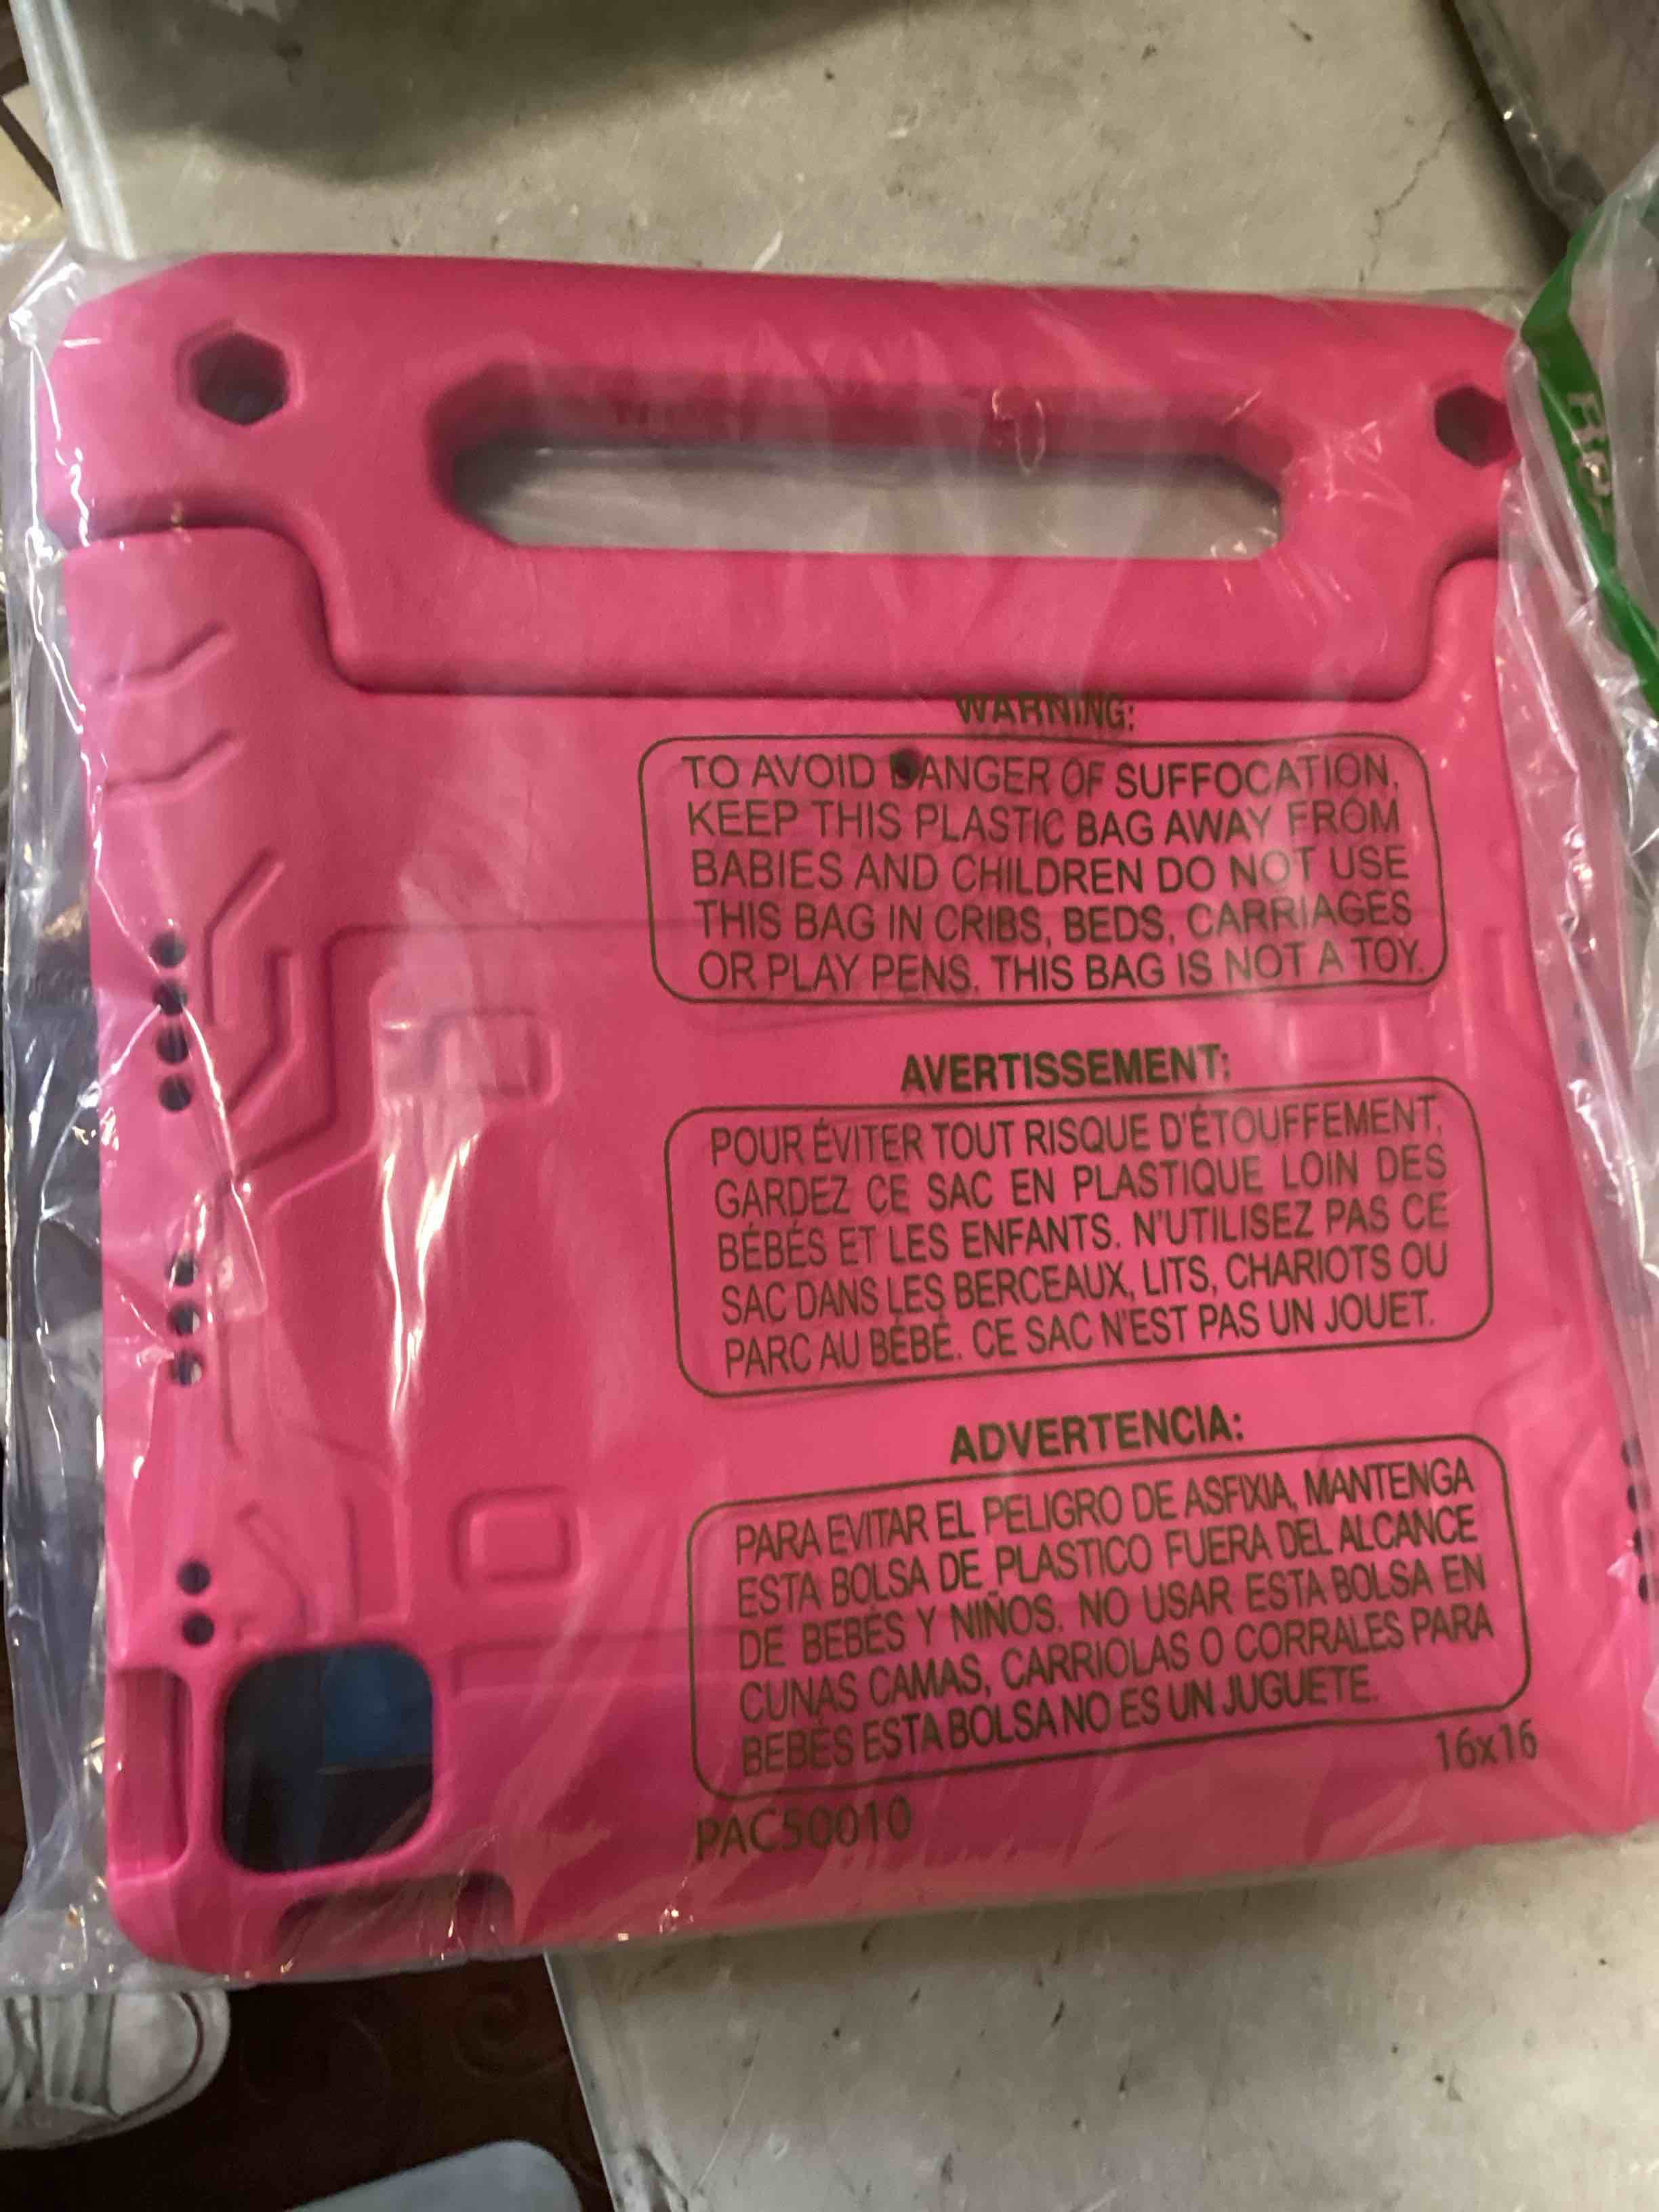 WARNING:
TO AVOID DANGER OF SUFFOCATION,
KEEP THIS PLASTIC BAG AWAY FROM
BABIES AND CHILDREN DO NOT USE
THIS BAG IN CRIBS, BEDS, CARRIAGES
OR PLAY PENS. THIS BAG IS NOT A TOY.
AVERTISSEMENT:
POUR ÉVITER TOUT RISQUE D'ÉTOUFFEMENT,
GARDEZ CE SAC EN PLASTIQUE LOIN DES
BÉBÉS ET LES ENFANTS. N'UTILISEZ PAS CE
SAC DANS LES BERCEAUX, LITS, CHARIOTS OU
PARC AU BÉBÉ. CE SAC N'EST PAS UN JOUET.
ADVERTENCIA:
PARA EVITAR EL PELIGRO DE ASFIXIA, MANTENGA
ESTA BOLSA DE PLASTICO FUERA DEL ALCANCE
DE BEBÉS Y NIÑOS. NO USAR ESTA BOLSA EN
CUNAS CAMAS, CARRIOLAS O CORRALES PARA
BEBÉS ESTA BOLSA NO ES UN JUGUETE.
16x16
PAC50010